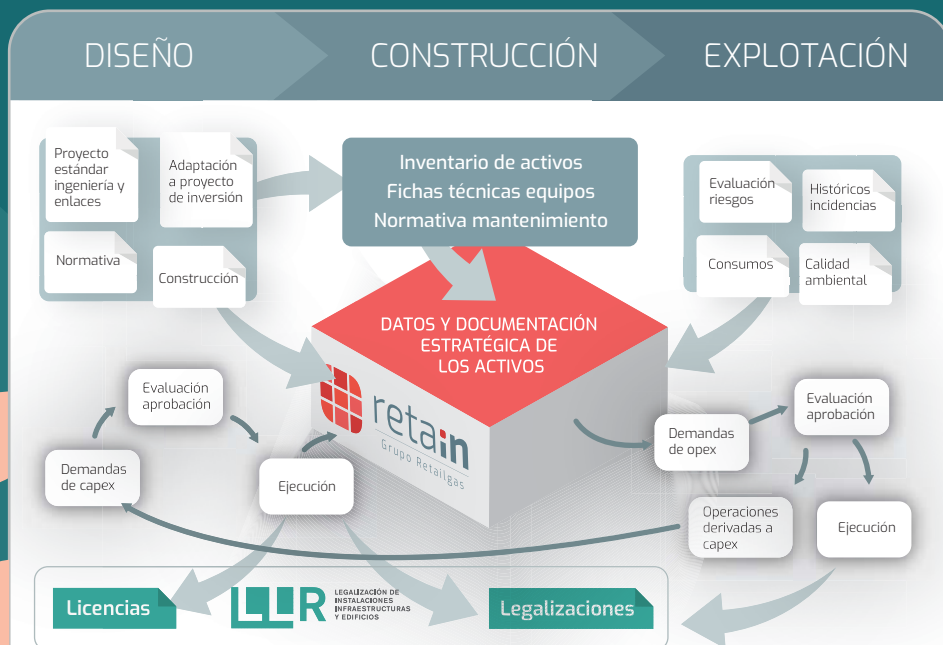 DISEÑO
CONSTRUCCIÓN
EXPLOTACIÓN
Proyecto
estándar
ingeniería y
enlaces
Adaptación
a proyecto
de inversión
Normativa
Construcción
Inventario de activos
Fichas técnicas equipos
Normativa mantenimiento
Evaluación
riesgos
Históricos
incidencias
Consumos
Calidad
ambiental
DATOS Y DOCUMENTACIÓN
ESTRATÉGICA DE
LOS ACTIVOS
retain
Grupo Retailgas
Evaluación
aprobación
Demandas
de capex
Ejecución
Demandas
de opex
Evaluación
aprobación
Operaciones
derivadas a
capex
Ejecución
Licencias
LIR
LEGALIZACIÓN DE
INSTALACIONES
INFRAESTRUCTURAS
Y EDIFICIOS
Legalizaciones